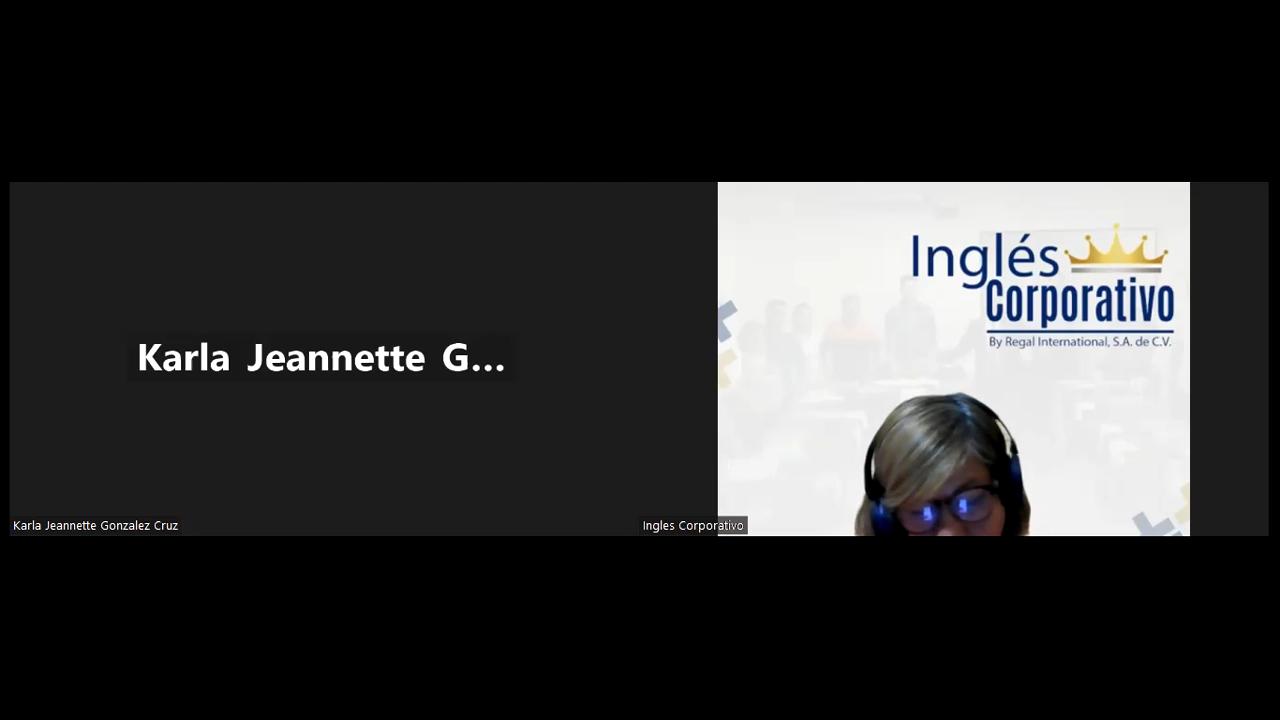 Karla Jeannette G...
Karla Jeannette Gonzalez Cruz
Inglés
Corporativo
By Regal International, S.A. de C.V.
Ingles Corporativo